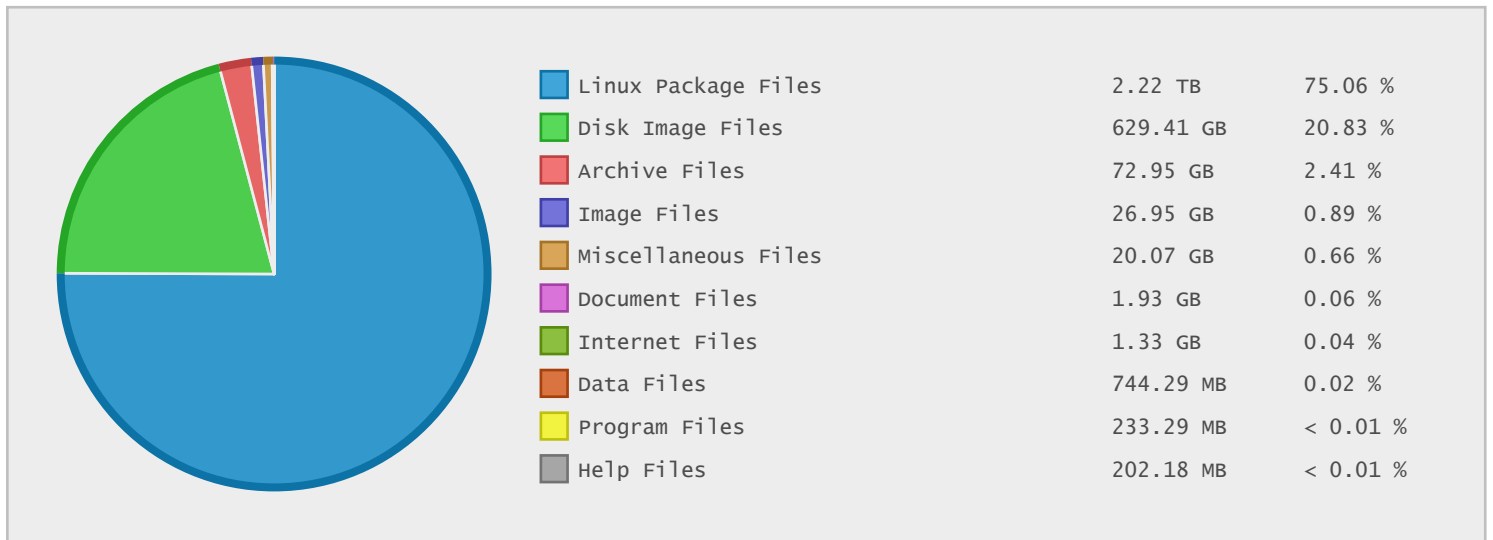 Linux Package Files 2.22 TB 75.06 %
Disk Image Files 629.41 GB 20.83 %
Archive Files 72.95 GB 2.41 %
Image Files 26.95 GB 0.89 %
Miscellaneous Files 20.07 GB 0.66 %
Document Files 1.93 GB 0.06 %
Internet Files 1.33 GB 0.04 %
Data Files 744.29 MB 0.02 %
Program Files 233.29 MB < 0.01 %
Help Files 202.18 MB < 0.01 %